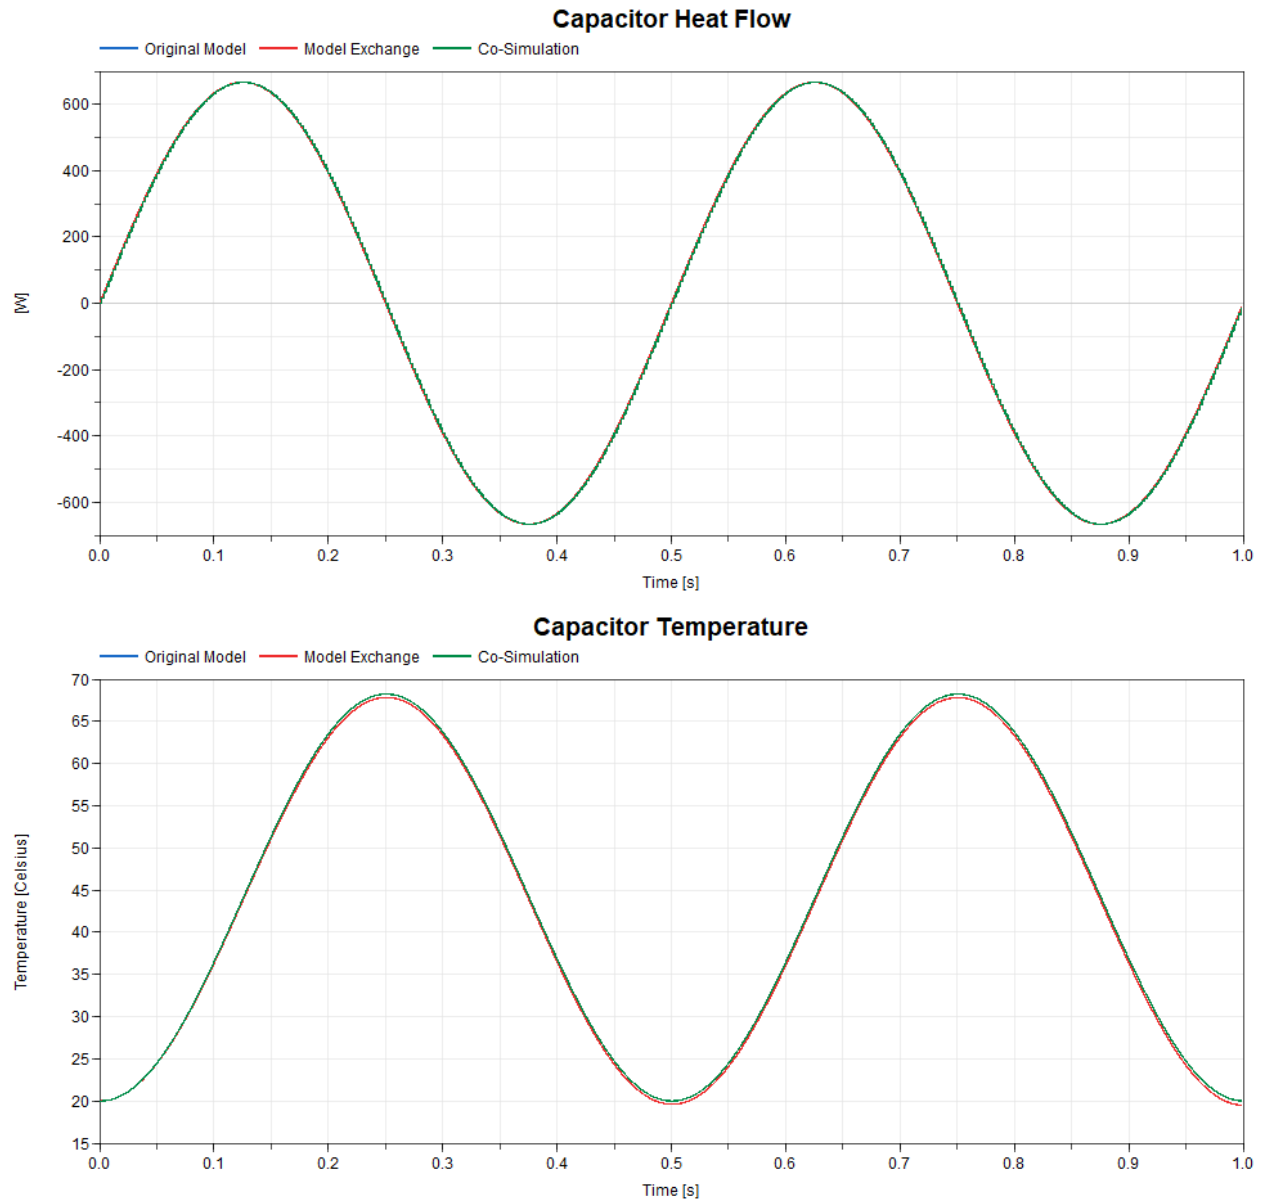 Capacitor Heat Flow
Original Model Model Exchange Co-Simulation
600
400
200
0
-200
-400
-600
[W]
0.0 0.1 0.2 0.3 0.4 0.5 0.6 0.7 0.8 0.9 1.0
Time [s]
Capacitor Temperature
Original Model Model Exchange Co-Simulation
70
65
60
55
50
45
40
35
30
25
20
15
Temperature [Celsius]
0.0 0.1 0.2 0.3 0.4 0.5 0.6 0.7 0.8 0.9 1.0
Time [s]